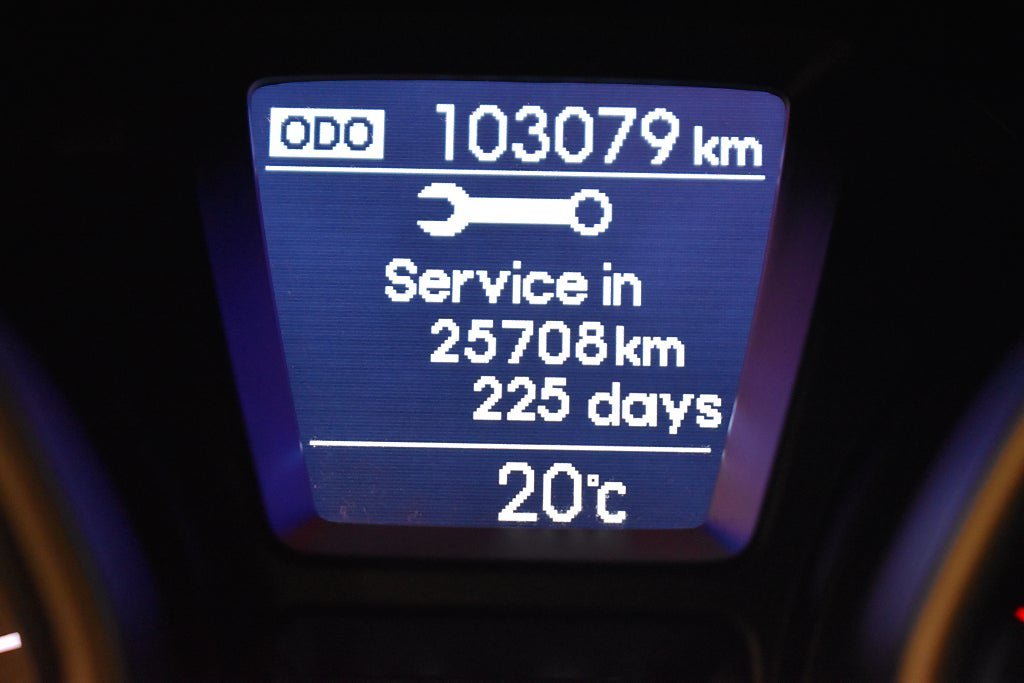 ODO 103079 km
Service in
25708 km
225 days
20°C